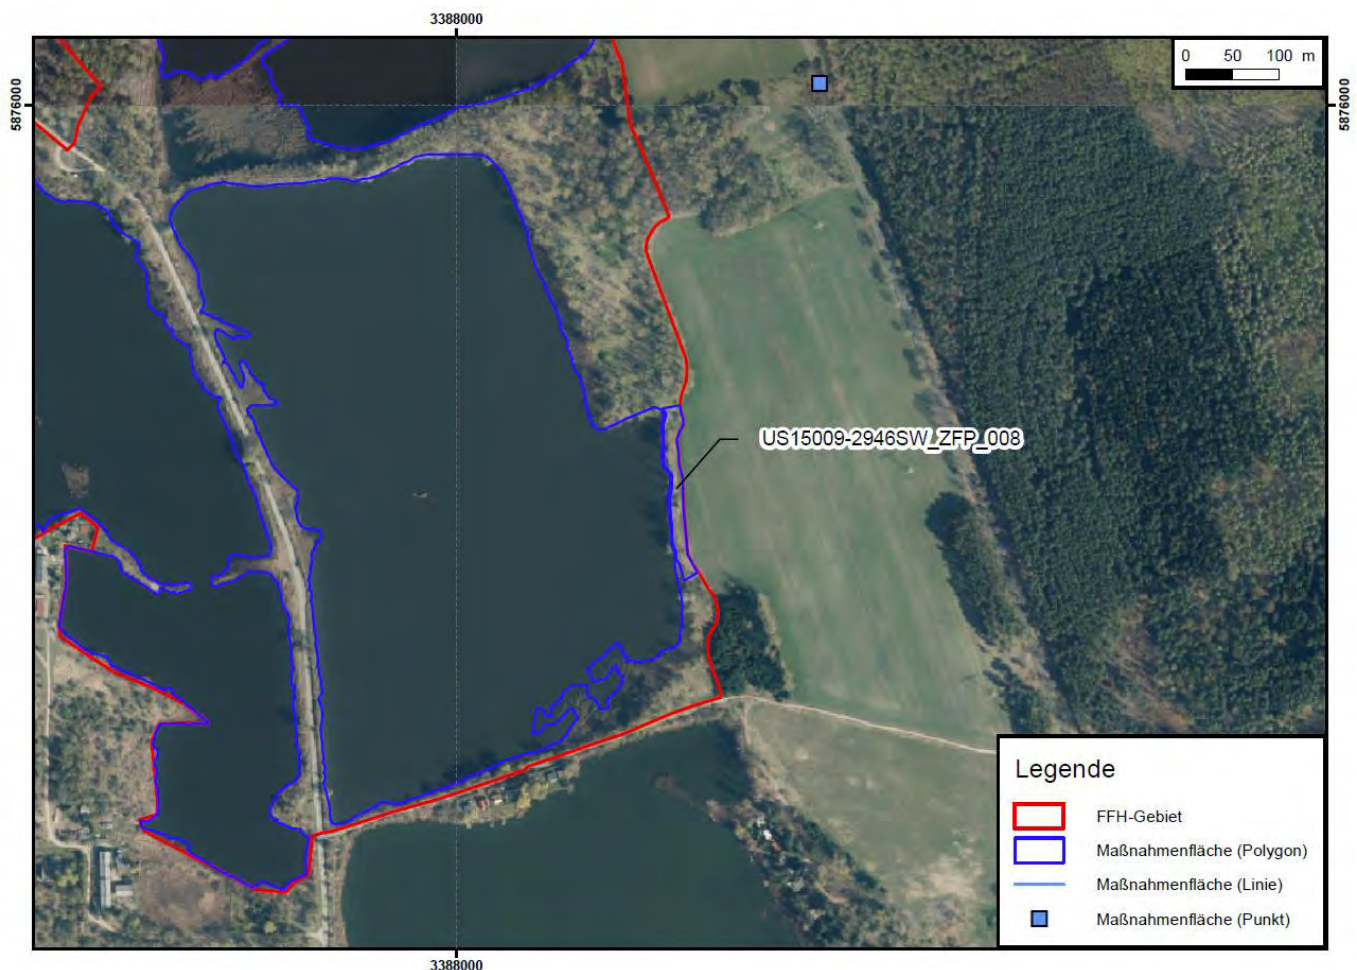 3388000
0 50 100 m
5876000
5876000
US15009-2946SW_ZFP_008
Legende
FFH-Gebiet
Maßnahmenfläche (Polygon)
Maßnahmenfläche (Linie)
Maßnahmenfläche (Punkt)
3388000